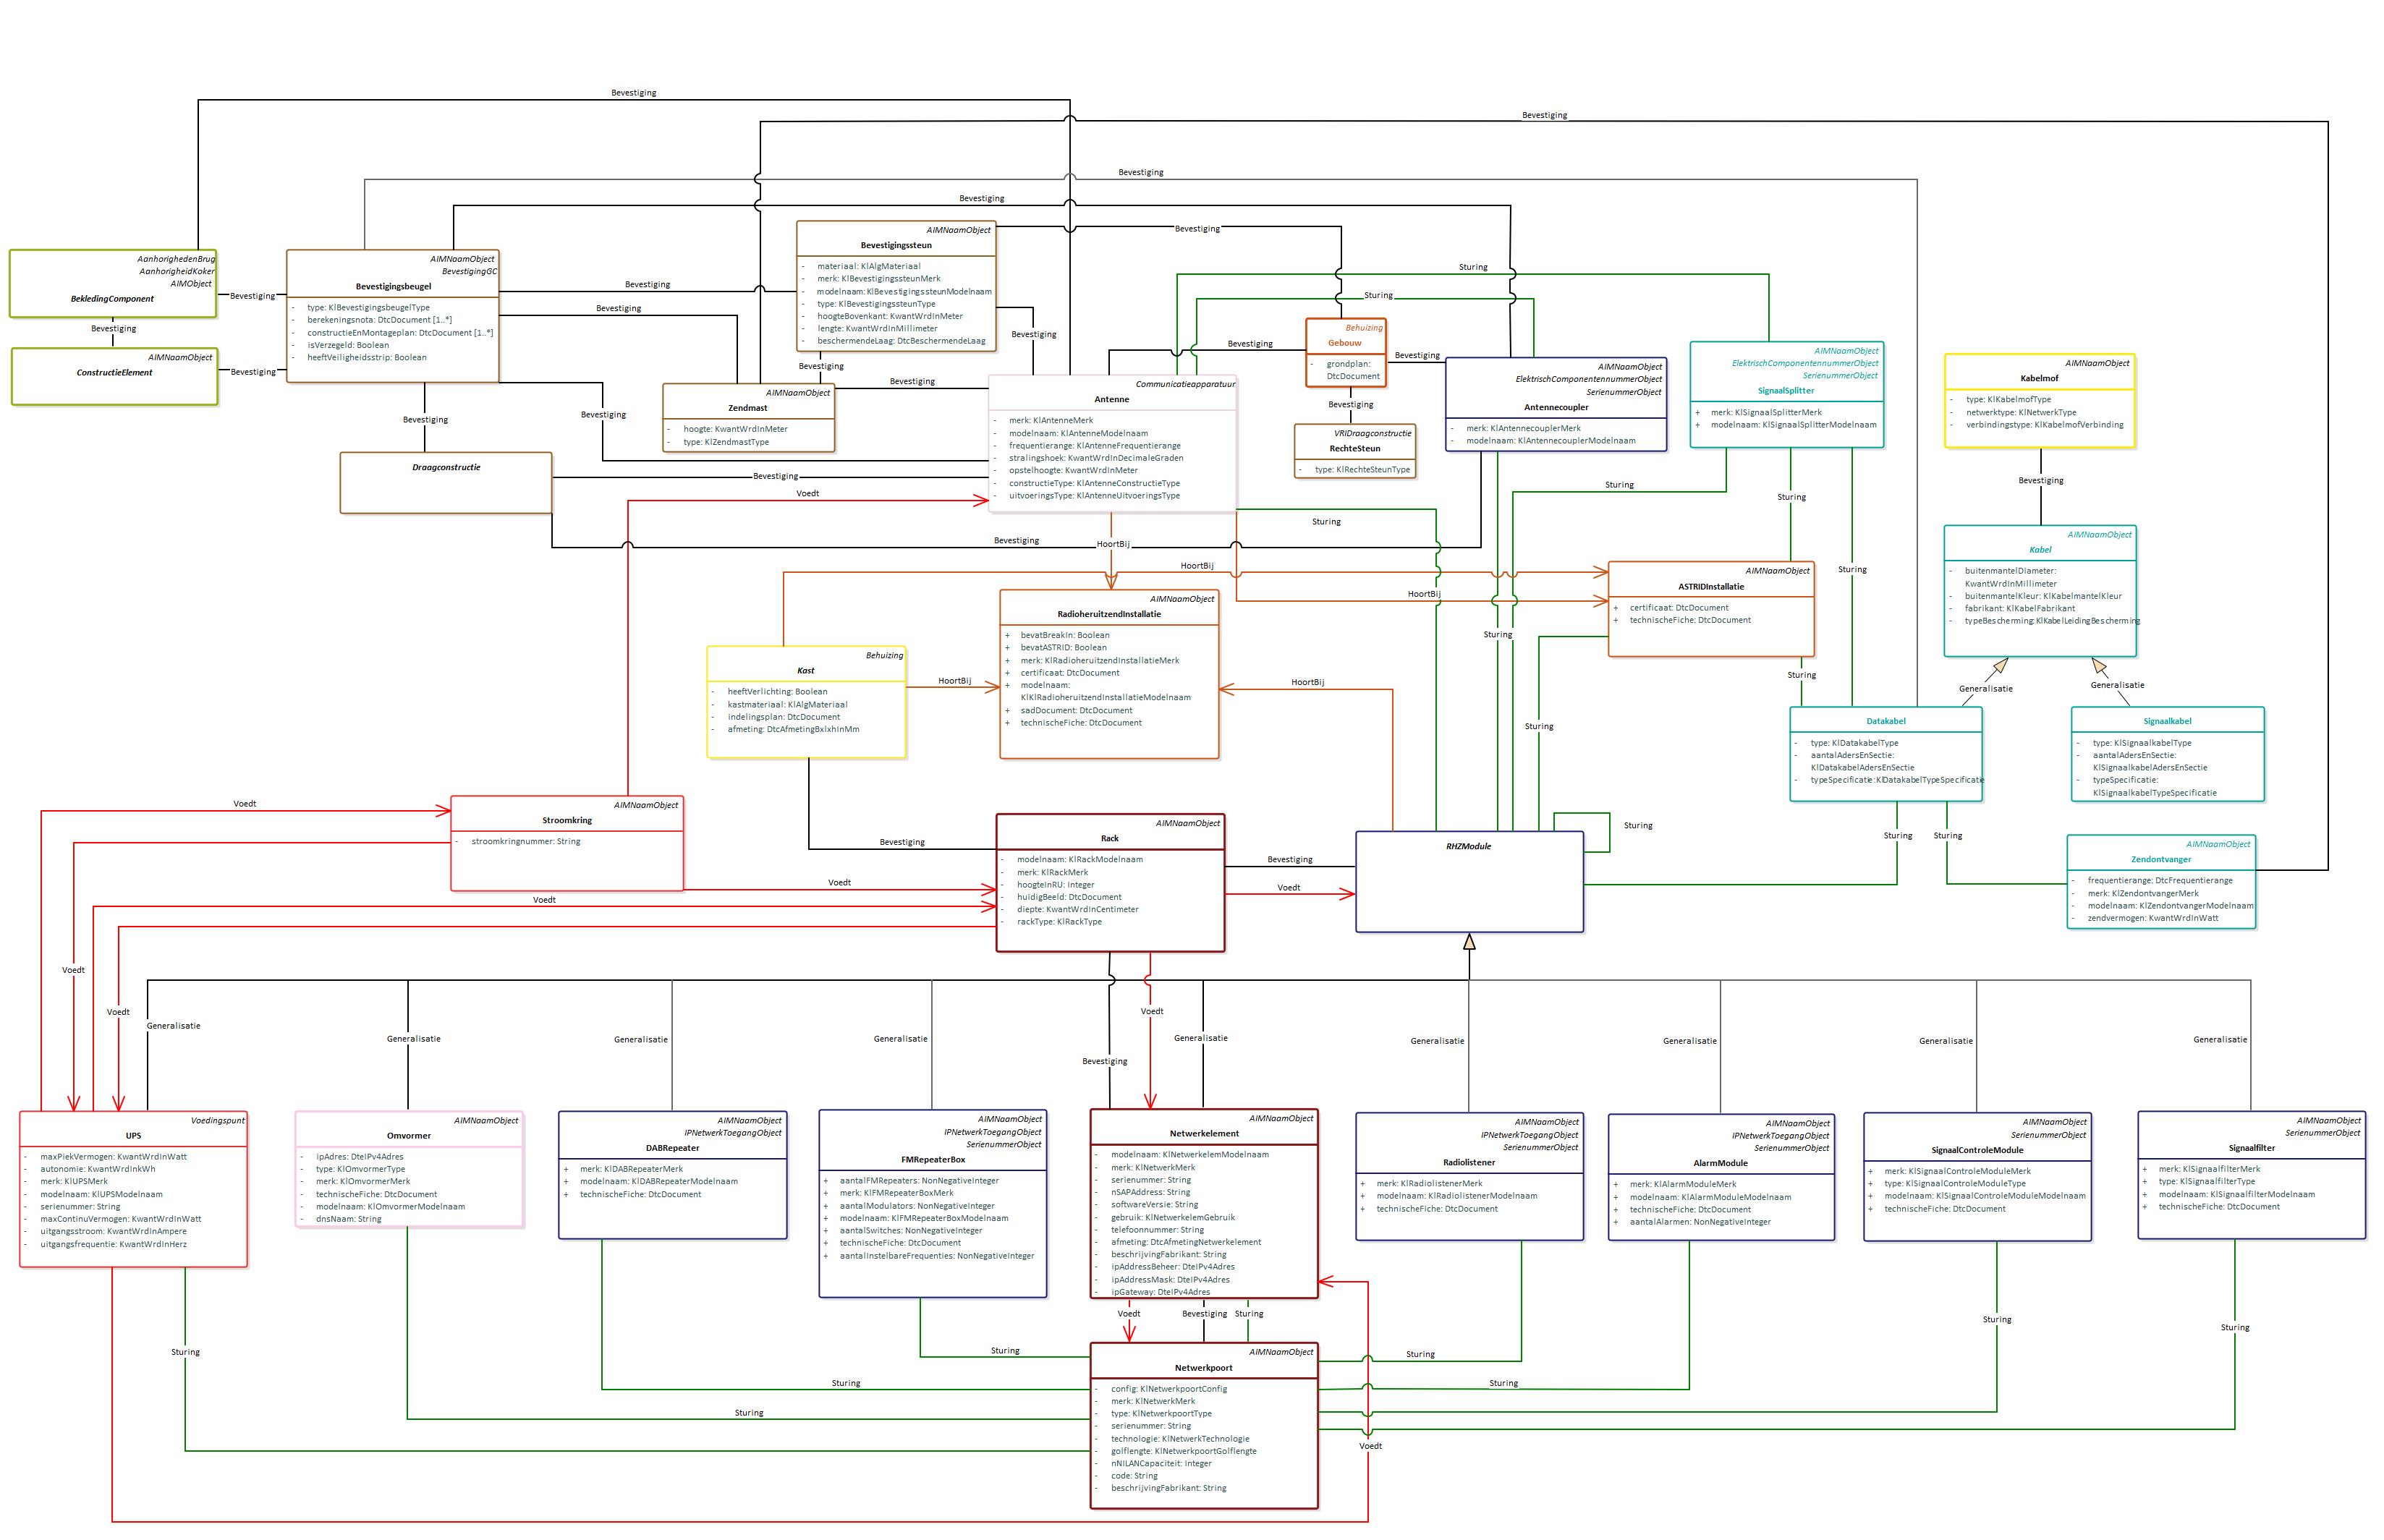 Bevestiging
Bevestiging
Bevestiging
Bevestiging
AanhorighedenBrug
AanhorigheidKoker
AIMObject
BekledingComponent
Bevestiging
Bevestiging
AIMNaamObject
ConstructieElement
Bevestiging
AIMNaamObject
BevestigingGC
Bevestigingsbeugel
- type: KlBevestigingsbeugelType
- berekeningsnota: DtcDocument [1..*]
- constructieEnMontageplan: DtcDocument [1..*]
- isVerzegeld: Boolean
- heeftVeiligheidsstrip: Boolean
Bevestiging
Bevestiging
Bevestiging
Bevestiging
AIMNaamObject
Bevestigingssteun
- materiaal: KlAlgMateriaal
- merk: KlBevestigingssteunMerk
- modelnaam: KlBevestigingssteunModelnaam
- type: KlBevestigingssteunType
- hoogteBovenkant: KwantWrdInMeter
- lengte: KwantWrdInMillimeter
- beschermendeLaag: DtcBeschermendeLaag
Bevestiging
Bevestiging
Bevestiging
Sturing
Sturing
AIMNaamObject
Zendmast
- hoogte: KwantWrdInMeter
- type: KlZendmastType
Bevestiging
Communicatieapparatuur
Antenne
- merk: KlAntenneMerk
- modelnaam: KlAntenneModelnaam
- frequentierange: KlAntenneFrequentierange
- stralingshoek: KwantWrdInDecimaleGraden
- opstelhoogte: KwantWrdInMeter
- constructieType: KlAntenneConstructieType
- uitvoeringsType: KlAntenneUitvoeringsType
Bevestiging
Behuizing
Gebouw
- grondplan:
DtcDocument
Bevestiging
Bevestiging
VRIDraagconstructie
RechteSteun
- type: KlRechteSteunType
AIMNaamObject
ElektrischComponentennummerObject
SerienummerObject
Antennecoupler
- merk: KlAntennecouplerMerk
- modelnaam: KlAntennecouplerModelnaam
AIMNaamObject
ElektrischComponentennummerObject
SerienummerObject
SignaalSplitter
+ merk: KlSignaalSplitterMerk
+ modelnaam: KlSignaalSplitterModelnaam
AIMNaamObject
Kabelmof
- type: KlKabelmofType
- netwerktype: KlNetwerkType
- verbindingstype: KlKabelmofVerbinding
Bevestiging
Draagconstructie
Bevestiging
Voedt
Bevestiging
Sturing
Sturing
Sturing
Sturing
HoortBij
HoortBij
HoortBij
AIMNaamObject
Kabel
- buitenmantelDiameter:
KwantWrdInMillimeter
- buitenmantelKleur: KlKabelmantelKleur
- fabrikant: KlKabelFabrikant
- typeBescherming: KlKabelLeidingBescherming
AIMNaamObject
ASTRIDInstallatie
+ certificaat: DtcDocument
+ technischeFiche: DtcDocument
AIMNaamObject
RadioheruitzendInstallatie
+ bevatBreakIn: Boolean
+ bevatASTRID: Boolean
+ merk: KlRadioheruitzendInstallatieMerk
+ certificaat: DtcDocument
+ modelnaam:
KlKlRadioheruitzendInstallatieModelnaam
+ sadDocument: DtcDocument
+ technischeFiche: DtcDocument
Behuizing
Kast
- heeftVerlichting: Boolean
- kastmateriaal: KlAlgMateriaal
- indelingsplan: DtcDocument
- afmeting: DtcAfmetingBxlxhInMm
HoortBij
HoortBij
Sturing
Sturing
Sturing
Generalisatie
Generalisatie
Datakabel
- type: KlDatakabelType
- aantalAdersEnSectie:
KlDatakabelAdersEnSectie
- typeSpecificatie: KlDatakabelTypeSpecificatie
Signaalkabel
- type: KlSignaalkabelType
- aantalAdersEnSectie:
KlSignaalkabelAdersEnSectie
- typeSpecificatie:
KlSignaalkabelTypeSpecificatie
Voedt
AIMNaamObject
Stroomkring
- stroomkringnummer: String
Bevestiging
Voedt
Voedt
AIMNaamObject
Rack
- modelnaam: KlRackModelnaam
- merk: KlRackMerk
- hoogteInRU: Integer
- huidigBeeld: DtcDocument
- diepte: KwantWrdInCentimeter
- rackType: KlRackType
Bevestiging
Voedt
RHZModule
Sturing
Sturing
Sturing
AIMNaamObject
Zendontvanger
- frequentierange: DtcFrequentierange
- merk: KlZendontvangerMerk
- modelnaam: KlZendontvangerModelnaam
- zendvermogen: KwantWrdInWatt
Voedt
Voedt
Generalisatie
Generalisatie
Generalisatie
Generalisatie
Bevestiging
Voedt
Generalisatie
Generalisatie
Generalisatie
Generalisatie
Generalisatie
Voedingspunt
UPS
- maxPiekVermogen: KwantWrdInWatt
- autonomie: KwantWrdInkWh
- merk: KlUPSMerk
- modelnaam: KlUPSModelnaam
- serienummer: String
- maxContinuVermogen: KwantWrdInWatt
- uitgangsstroom: KwantWrdInAmpere
- uitgangsfrequentie: KwantWrdInHerz
AIMNaamObject
Omvormer
- ipAdres: DteIPv4Adres
- type: KlOmvormerType
- merk: KlOmvormerMerk
- technischeFiche: DtcDocument
- modelnaam: KlOmvormerModelnaam
- dnsNaam: String
AIMNaamObject
IPNetwerkToegangObject
DABRepeater
+ merk: KlDABRepeaterMerk
+ modelnaam: KlDABRepeaterModelnaam
+ technischeFiche: DtcDocument
AIMNaamObject
IPNetwerkToegangObject
SerienummerObject
FMRepeaterBox
+ aantalFMRepeaters: NonNegativeInteger
+ merk: KlFMRepeaterBoxMerk
+ aantalModulators: NonNegativeInteger
+ modelnaam: KlFMRepeaterBoxModelnaam
+ aantalSwitches: NonNegativeInteger
+ technischeFiche: DtcDocument
+ aantalInstelbareFrequenties: NonNegativeInteger
AIMNaamObject
Netwerkelement
- modelnaam: KlNetwerkelemModelnaam
- merk: KlNetwerkMerk
- serienummer: String
- nSAPAddress: String
- softwareVersie: String
- gebruik: KlNetwerkelemGebruik
- telefoonnummer: String
- afmeting: DtcAfmetingNetwerkelement
- beschrijvingFabrikant: String
- ipAddressBeheer: DteIPv4Adres
- ipAddressMask: DteIPv4Adres
- ipGateway: DteIPv4Adres
AIMNaamObject
IPNetwerkToegangObject
SerienummerObject
Radiolistener
+ merk: KlRadiolistenerMerk
+ modelnaam: KlRadiolistenerModelnaam
+ technischeFiche: DtcDocument
AIMNaamObject
IPNetwerkToegangObject
SerienummerObject
AlarmModule
+ merk: KlAlarmModuleMerk
+ modelnaam: KlAlarmModuleModelnaam
+ technischeFiche: DtcDocument
+ aantalAlarmen: NonNegativeInteger
AIMNaamObject
SerienummerObject
SignaalControleModule
+ merk: KlSignaalControleModuleMerk
+ type: KlSignaalControleModuleType
+ modelnaam: KlSignaalControleModuleModelnaam
+ technischeFiche: DtcDocument
AIMNaamObject
SerienummerObject
Signaalfilter
+ merk: KlSignaalfilterMerk
+ type: KlSignaalfilterType
+ modelnaam: KlSignaalfilterModelnaam
+ technischeFiche: DtcDocument
Voedt
Bevestiging
Sturing
Sturing
Sturing
Sturing
Sturing
Sturing
Sturing
Sturing
Sturing
AIMNaamObject
Netwerkpoort
- config: KlNetwerkpoortConfig
- merk: KlNetwerkMerk
- type: KlNetwerkpoortType
- serienummer: String
- technologie: KlNetwerkTechnologie
- golflengte: KlNetwerkpoortGolflengte
- nNILANCapaciteit: Integer
- code: String
- beschrijvingFabrikant: String
Voedt